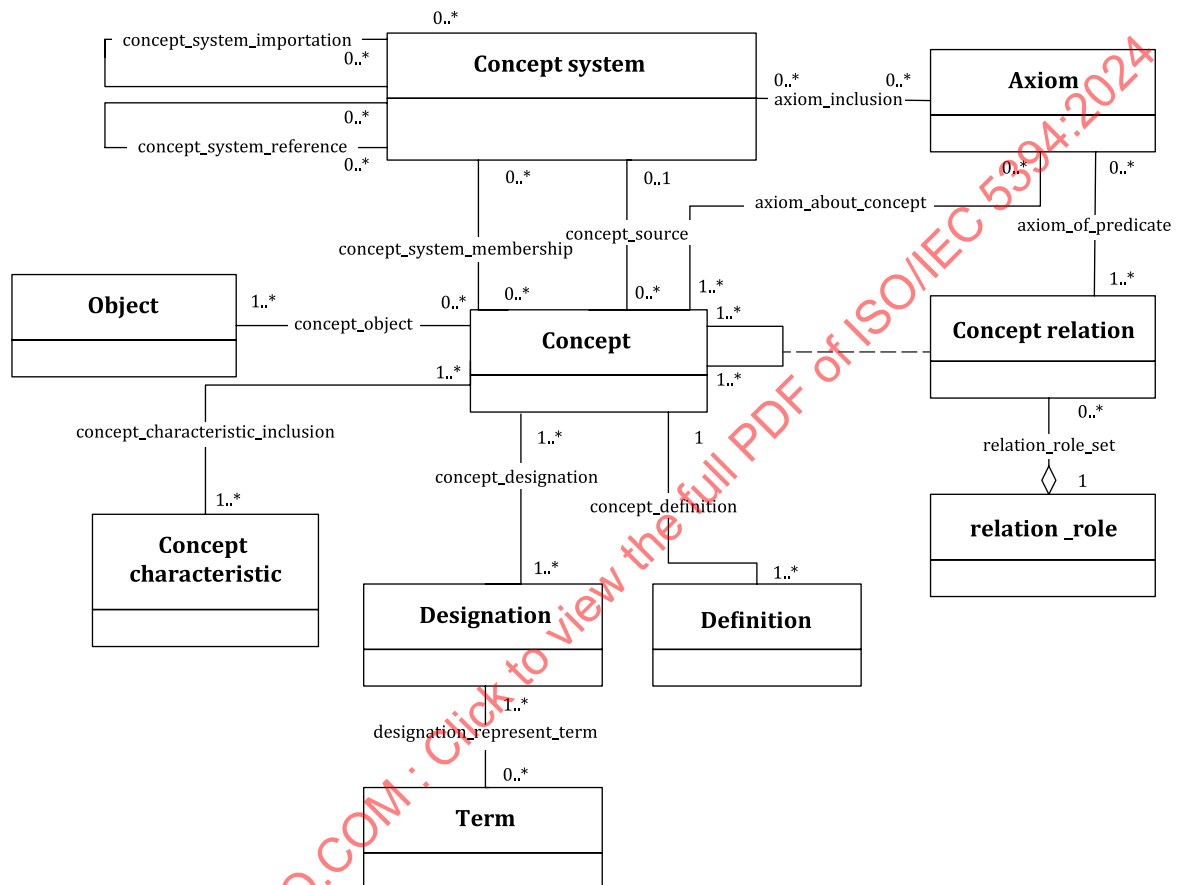 0..*
concept_system_importation
0..*
Concept system
0..*
0..*
axiom_inclusion
Axiom
0..*
concept_system_reference
0..*
0..*
0..1
0..*
0..*
axiom_about_concept
concept_source
axiom_of_predicate
concept_system_membership
Object
1..*
concept_object
0..*
0..*
0..*
1..*
1..*
Concept
1..*
Concept relation
1..*
1..*
0..*
concept_characteristic_inclusion
1..*
1
relation_role_set
concept_designation
concept_definition
1
1..*
relation _role
Concept
characteristic
1..*
1..*
Designation
Definition
1..*
designation_represent_term
0..*
Term
O.COM : Click to view the full PDF of ISO/IEC 5394:2024